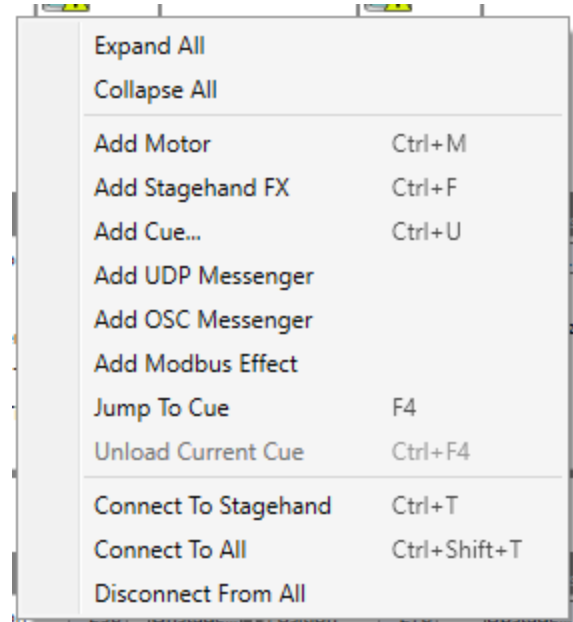 Expand All
Collapse All
Add Motor Ctrl+M
Add Stagehand FX Ctrl+F
Add Cue... Ctrl+U
Add UDP Messenger
Add OSC Messenger
Add Modbus Effect
Jump To Cue F4
Unload Current Cue Ctrl+F4
Connect To Stagehand Ctrl+T
Connect To All Ctrl+Shift+T
Disconnect From All